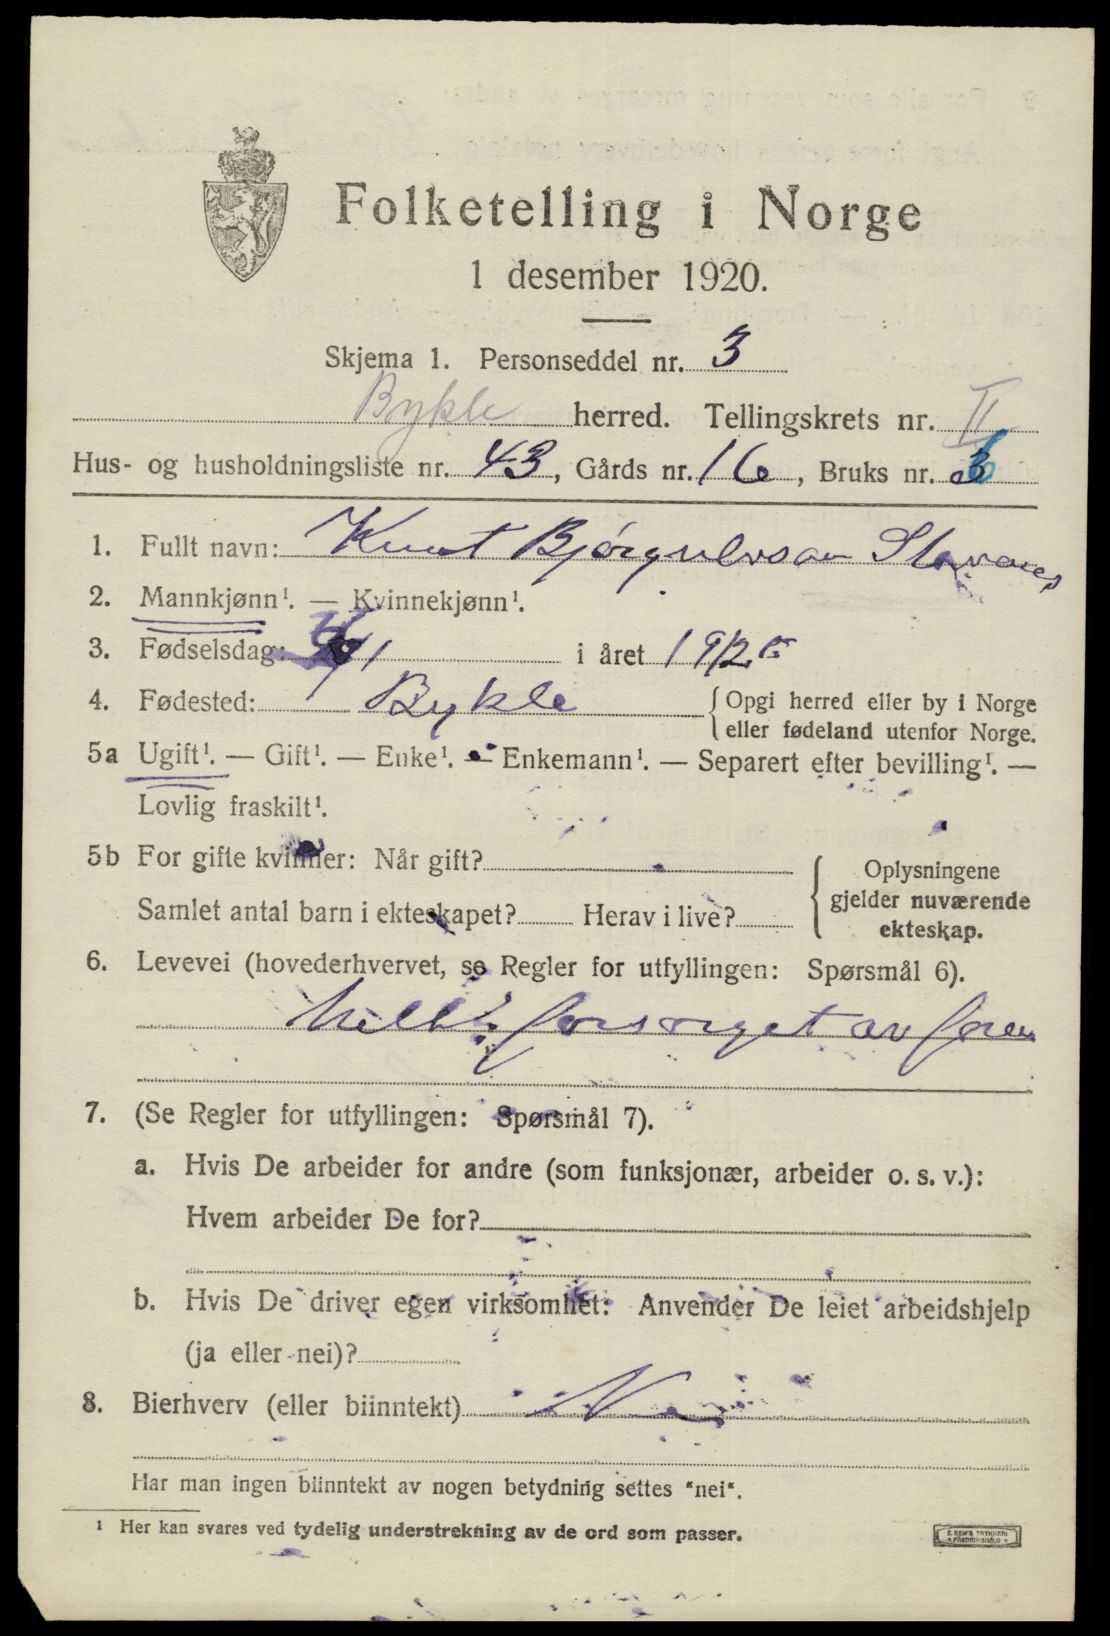 Folketelling i Norge
1 desember 1920.
Skjema 1. Personseddel nr. 3
Bykle herred. Tellingskrets nr. II
Hus- og husholdningsliste nr. 43, Gårds nr. 16, Bruks nr. 3
1. Fullt navn: Knut Bjørgulvson
2. Mannkjønn¹. — Kvinnekjønn¹.
3. Fødselsdag: i året 1912
4. Fødested: Bykle {Opgi herred eller by i Norge
eller fødeland utenfor Norge.
5a Ugift¹. — Gift¹. — Enke¹. — Enkemann¹. — Separert efter bevilling¹. —
Lovlig fraskilt¹.
5b For gifte kvinner: Når gift? { Oplysningene
gjelder nuværende
Samlet antal barn i ekteskapet? Herav i live?
ekteskap.
6. Levevei (hovederhvervet, se Regler for utfyllingen: Spørsmål 6).
forsørget av faren
7. (Se Regler for utfyllingen: Spørsmål 7).
a. Hvis De arbeider for andre (som funksjonær, arbeider o. s. v.):
Hvem arbeider De for?
b. Hvis De driver egen virksomhet: Anvender De leiet arbeidshjelp
(ja eller nei)?
8. Bierhverv (eller biinntekt) Nei
Har man ingen biinntekt av nogen betydning settes "nei".
¹ Her kan svares ved tydelig understrekning av de ord som passer.